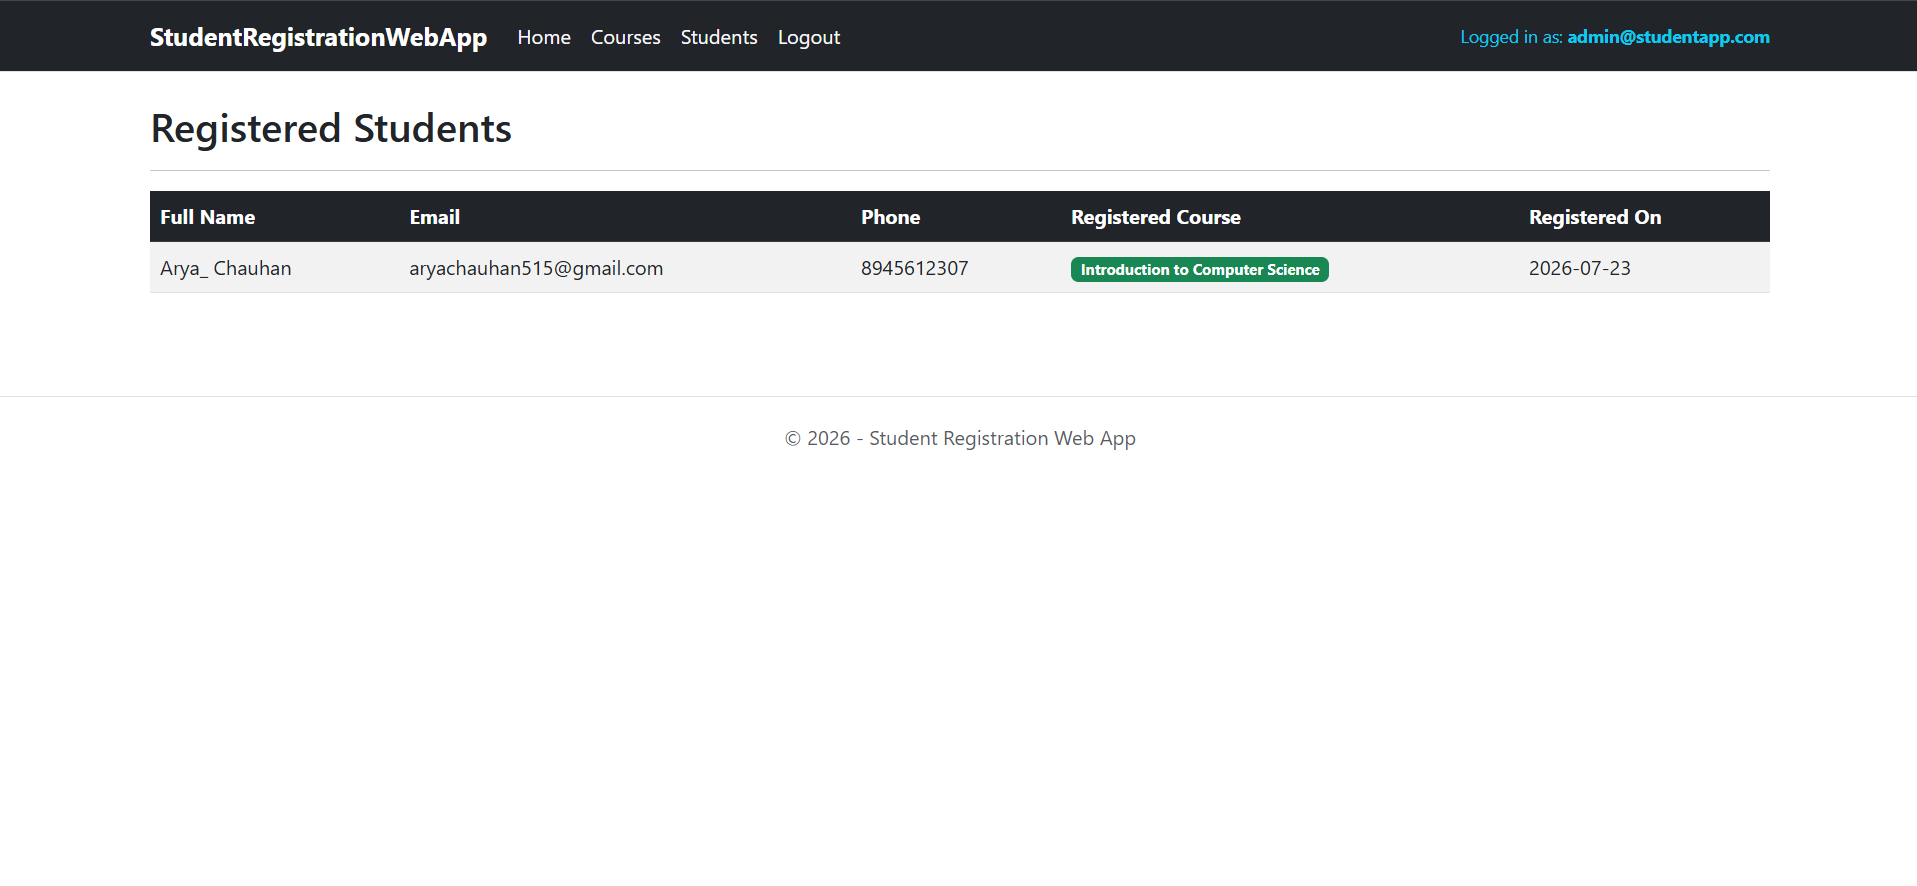 StudentRegistrationWebApp Home Courses Students Logout Logged in as: admin@studentapp.com
Registered Students
Full Name Email Phone Registered Course Registered On
Arya_ Chauhan aryachauhan515@gmail.com 8945612307 Introduction to Computer Science 2026-07-23
© 2026 - Student Registration Web App